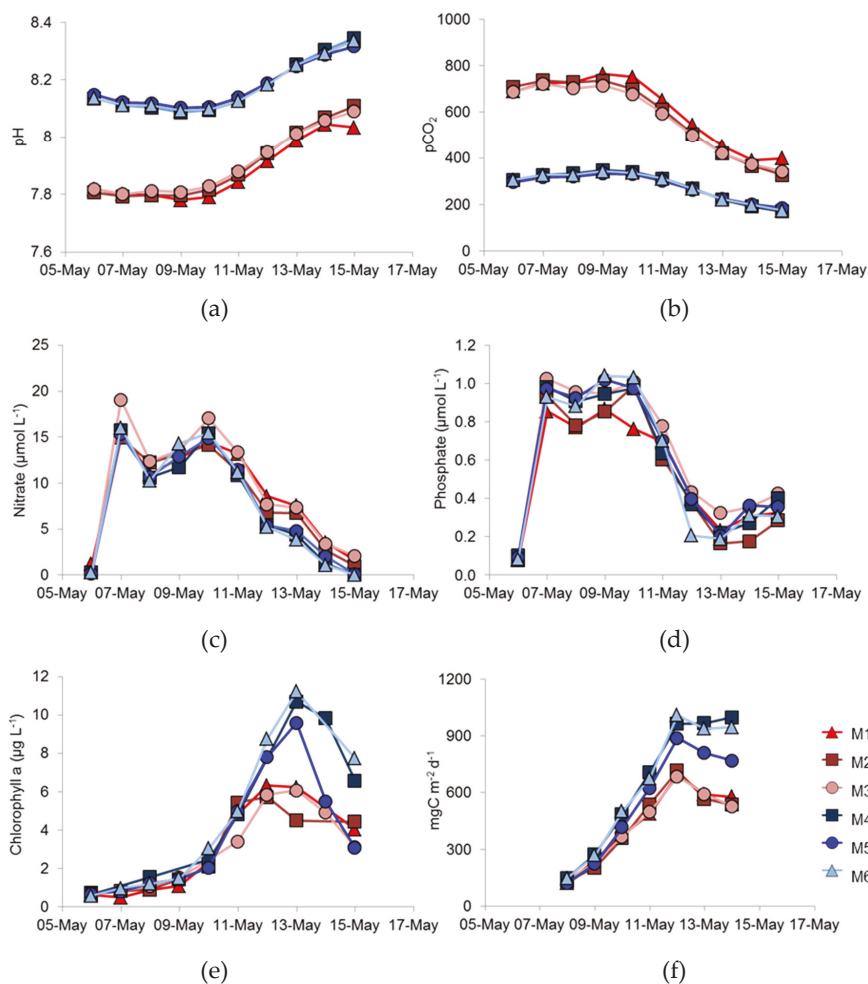 8.4
8.2
8
7.8
7.6
pH
05-May 07-May 09-May 11-May 13-May 15-May 17-May
(a)
1000
800
600
400
200
0
pCO₂
05-May 07-May 09-May 11-May 13-May 15-May 17-May
(b)
25
20
15
10
5
0
Nitrate (μmol L⁻¹)
05-May 07-May 09-May 11-May 13-May 15-May 17-May
(c)
1.2
1.0
0.8
0.6
0.4
0.2
0.0
Phosphate (μmol L⁻¹)
05-May 07-May 09-May 11-May 13-May 15-May 17-May
(d)
12
10
8
6
4
2
0
Chlorophyll a (μg L⁻¹)
05-May 07-May 09-May 11-May 13-May 15-May 17-May
(e)
1200
900
600
300
0
mgC m⁻² d⁻¹
05-May 07-May 09-May 11-May 13-May 15-May 17-May
(f)
M1
M2
M3
M4
M5
M6